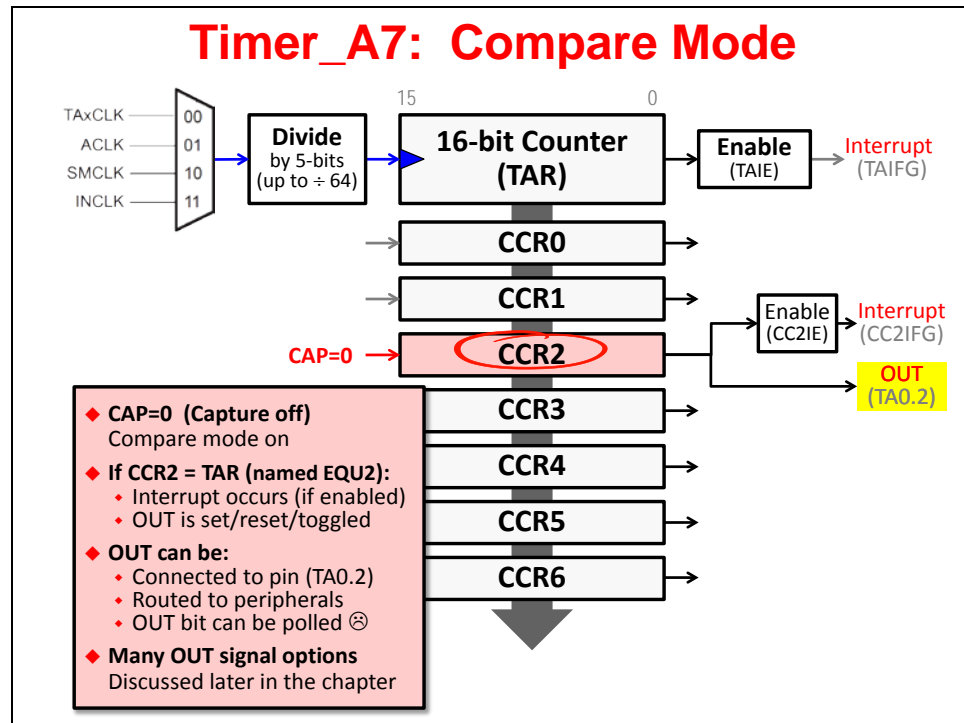 Timer_A7: Compare Mode
15
0
TAxCLK
ACLK
SMCLK
INCLK
00
01
10
11
Divide
by 5-bits
(up to ÷ 64)
16-bit Counter
(TAR)
Enable
(TAIE)
Interrupt
(TAIFG)
CCR0
CCR1
CAP=0
CCR2
Enable
(CC2IE)
Interrupt
(CC2IFG)
OUT
(TA0.2)
CCR3
CCR4
CCR5
CCR6
◆ CAP=0 (Capture off)
Compare mode on
◆ If CCR2 = TAR (named EQU2):
◆ Interrupt occurs (if enabled)
◆ OUT is set/reset/toggled
◆ OUT can be:
◆ Connected to pin (TA0.2)
◆ Routed to peripherals
◆ OUT bit can be polled ☹
◆ Many OUT signal options
Discussed later in the chapter